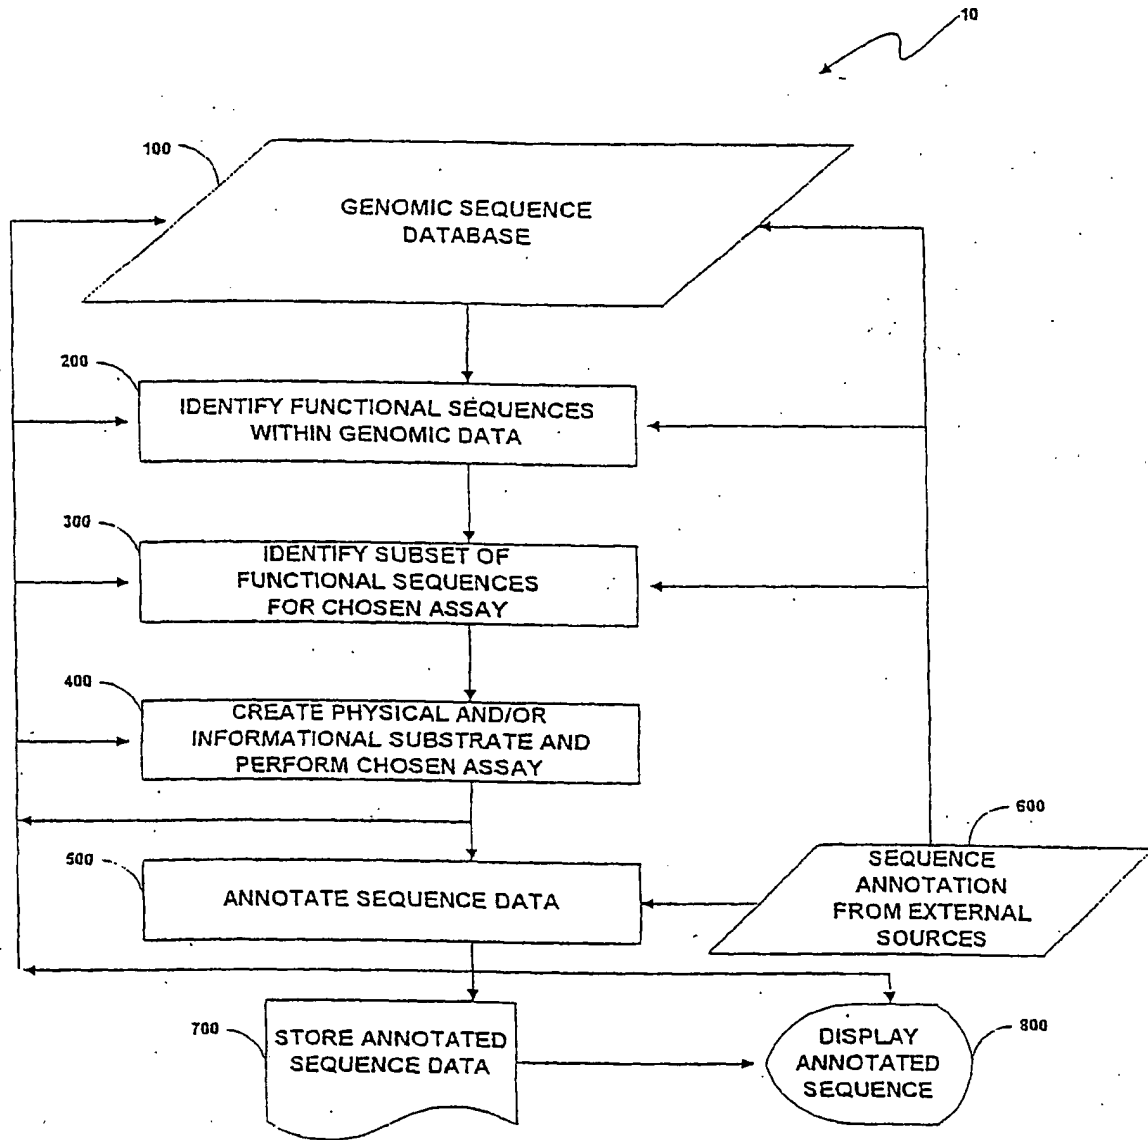 10
100
GENOMIC SEQUENCE
DATABASE
200
IDENTIFY FUNCTIONAL SEQUENCES
WITHIN GENOMIC DATA
300
IDENTIFY SUBSET OF
FUNCTIONAL SEQUENCES
FOR CHOSEN ASSAY
400
CREATE PHYSICAL AND/OR
INFORMATIONAL SUBSTRATE AND
PERFORM CHOSEN ASSAY
500
ANNOTATE SEQUENCE DATA
600
SEQUENCE
ANNOTATION
FROM EXTERNAL
SOURCES
700
STORE ANNOTATED
SEQUENCE DATA
800
DISPLAY
ANNOTATED
SEQUENCE